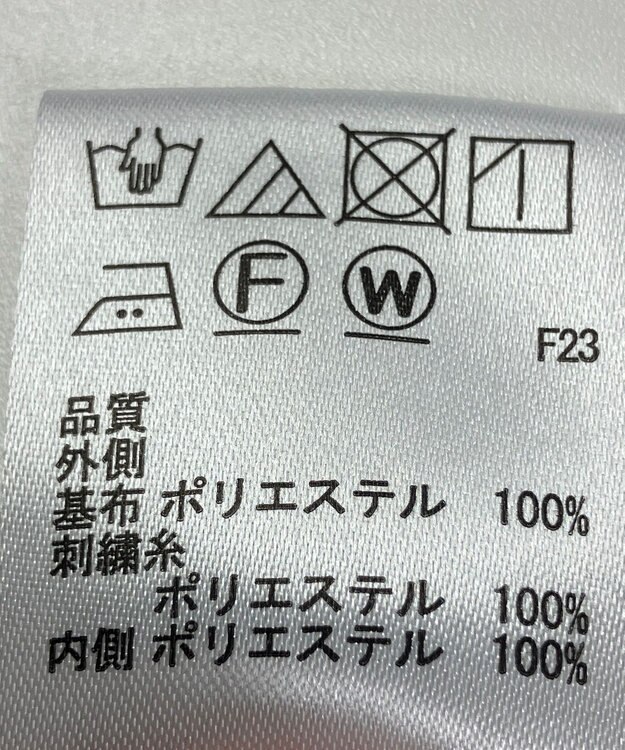 F W
F23
品質
外側
基布 ポリエステル 100%
刺繍糸
ポリエステル 100%
内側 ポリエステル 100%